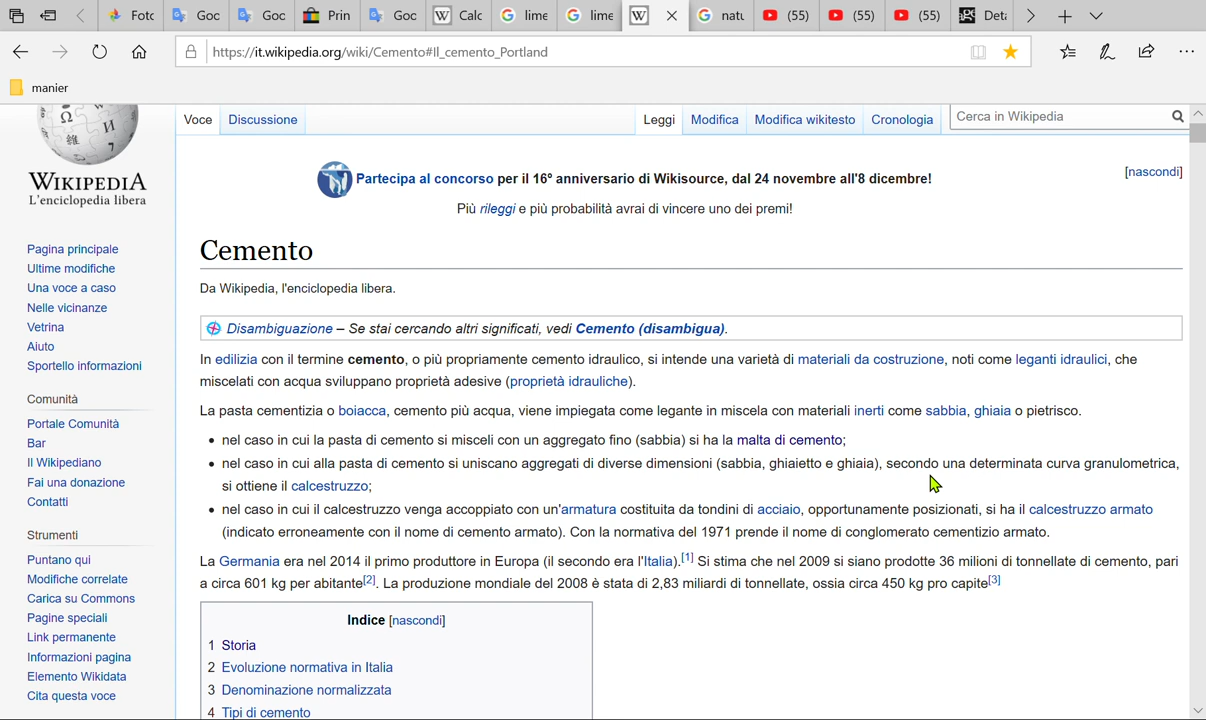 Fotc
Goc
Goc
Prin
Goc
Calc
lime
lime
natu
(55)
(55)
(55)
Deta
https://it.wikipedia.org/wiki/Cemento#Il_cemento_Portland
manier
WIKIPEDIA
L'enciclopedia libera
Voce Discussione Leggi Modifica Modifica wikitesto Cronologia Cerca in Wikipedia
Partecipa al concorso per il 16º anniversario di Wikisource, dal 24 novembre all'8 dicembre! [nascondi]
Più rileggi e più probabilità avrai di vincere uno dei premi!
Pagina principale
Ultime modifiche
Una voce a caso
Nelle vicinanze
Vetrina
Aiuto
Sportello informazioni
Comunità
Portale Comunità
Bar
Il Wikipediano
Fai una donazione
Contatti
Strumenti
Puntano qui
Modifiche correlate
Carica su Commons
Pagine speciali
Link permanente
Informazioni pagina
Elemento Wikidata
Cita questa voce
Cemento
Da Wikipedia, l'enciclopedia libera.
Disambiguazione – Se stai cercando altri significati, vedi Cemento (disambigua).
In edilizia con il termine cemento, o più propriamente cemento idraulico, si intende una varietà di materiali da costruzione, noti come leganti idraulici, che
miscelati con acqua sviluppano proprietà adesive (proprietà idrauliche).
La pasta cementizia o boiacca, cemento più acqua, viene impiegata come legante in miscela con materiali inerti come sabbia, ghiaia o pietrisco.
• nel caso in cui la pasta di cemento si misceli con un aggregato fino (sabbia) si ha la malta di cemento;
• nel caso in cui alla pasta di cemento si uniscano aggregati di diverse dimensioni (sabbia, ghiaietto e ghiaia), secondo una determinata curva granulometrica,
si ottiene il calcestruzzo;
• nel caso in cui il calcestruzzo venga accoppiato con un'armatura costituita da tondini di acciaio, opportunamente posizionati, si ha il calcestruzzo armato
(indicato erroneamente con il nome di cemento armato). Con la normativa del 1971 prende il nome di conglomerato cementizio armato.
La Germania era nel 2014 il primo produttore in Europa (il secondo era l'Italia).[1] Si stima che nel 2009 si siano prodotte 36 milioni di tonnellate di cemento, pari
a circa 601 kg per abitante[2]. La produzione mondiale del 2008 è stata di 2,83 miliardi di tonnellate, ossia circa 450 kg pro capite[3]
Indice [nascondi]
1 Storia
2 Evoluzione normativa in Italia
3 Denominazione normalizzata
4 Tipi di cemento